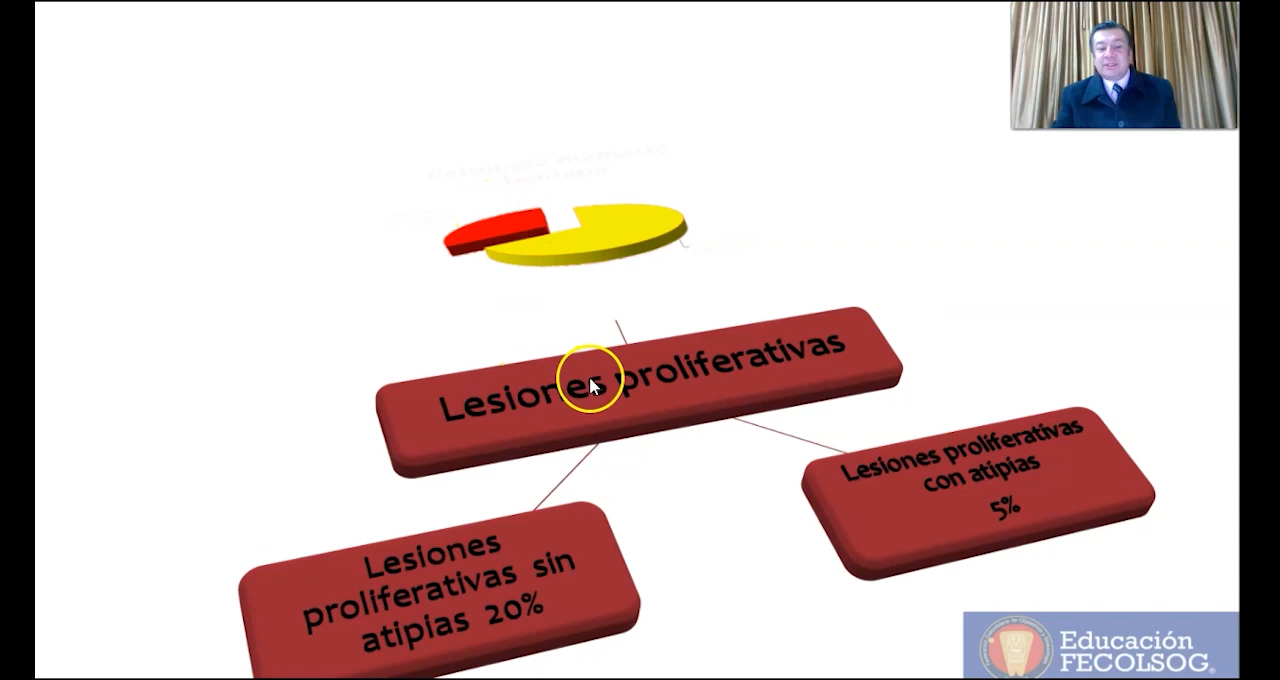 Lesiones proliferativas
Lesiones proliferativas
con atipias
5%
Lesiones
proliferativas sin
atipias 20%
Educación
FECOLSOG®